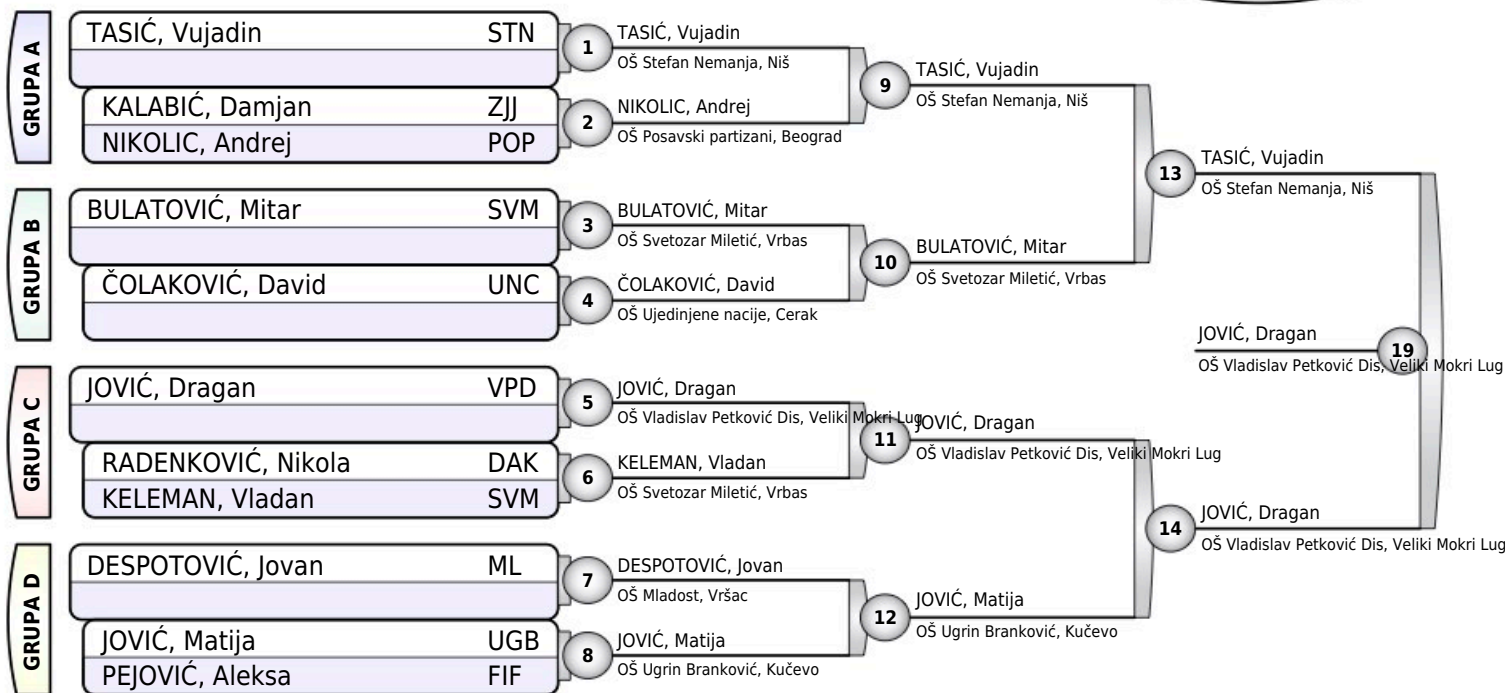 GRUPA A
TASIĆ, Vujadin STN
KALABIĆ, Damjan ZJJ
NIKOLIC, Andrej POP
GRUPA B
BULATOVIĆ, Mitar SVM
ČOLAKOVIĆ, David UNC
GRUPA C
JOVIĆ, Dragan VPD
RADENKOVIĆ, Nikola DAK
KELEMAN, Vladan SVM
GRUPA D
DESPOTOVIĆ, Jovan ML
JOVIĆ, Matija UGB
PEJOVIĆ, Aleksa FIF
1
TASIĆ, Vujadin
OŠ Stefan Nemanja, Niš
2
NIKOLIC, Andrej
OŠ Posavski partizani, Beograd
3
BULATOVIĆ, Mitar
OŠ Svetozar Miletić, Vrbas
4
ČOLAKOVIĆ, David
OŠ Ujedinjene nacije, Cerak
5
JOVIĆ, Dragan
OŠ Vladislav Petković Dis, Veliki Mokri Lug
6
KELEMAN, Vladan
OŠ Svetozar Miletić, Vrbas
7
DESPOTOVIĆ, Jovan
OŠ Mladost, Vršac
8
JOVIĆ, Matija
OŠ Ugrin Branković, Kučevo
9
TASIĆ, Vujadin
OŠ Stefan Nemanja, Niš
10
BULATOVIĆ, Mitar
OŠ Svetozar Miletić, Vrbas
11
JOVIĆ, Dragan
OŠ Vladislav Petković Dis, Veliki Mokri Lug
12
JOVIĆ, Matija
OŠ Ugrin Branković, Kučevo
13
TASIĆ, Vujadin
OŠ Stefan Nemanja, Niš
14
JOVIĆ, Dragan
OŠ Vladislav Petković Dis, Veliki Mokri Lug
19
JOVIĆ, Dragan
OŠ Vladislav Petković Dis, Veliki Mokri Lug